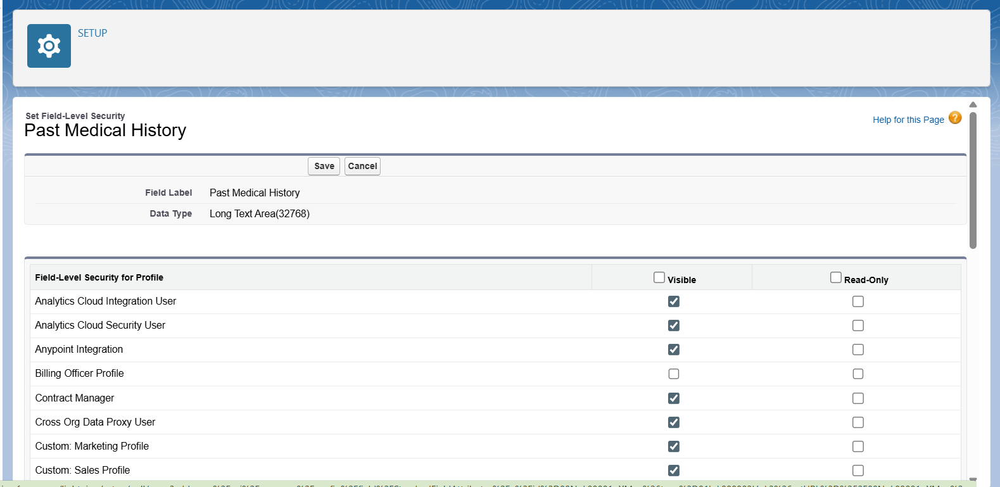 SETUP
Set Field-Level Security
Past Medical History
Help for this Page ?
Save Cancel
Field Label Past Medical History
Data Type Long Text Area(32768)
Field-Level Security for Profile Visible Read-Only
Analytics Cloud Integration User
Analytics Cloud Security User
Anypoint Integration
Billing Officer Profile
Contract Manager
Cross Org Data Proxy User
Custom: Marketing Profile
Custom: Sales Profile